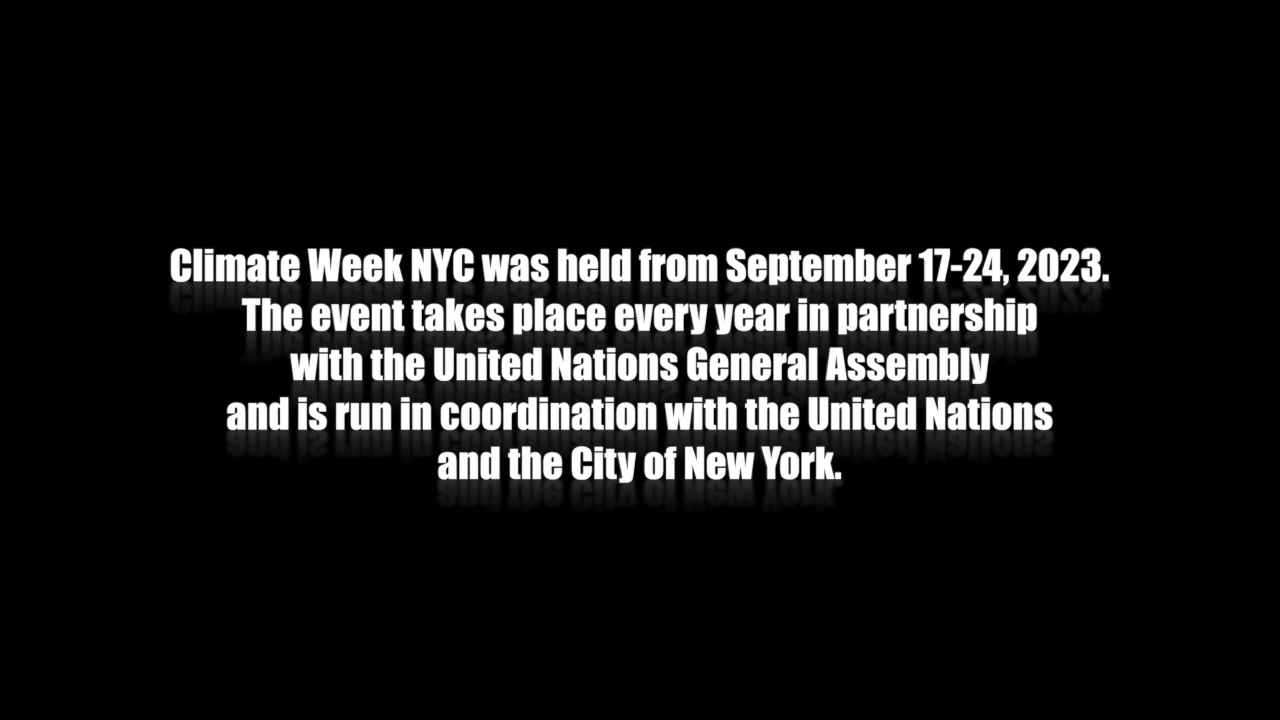 Climate Week NYC was held from September 17-24, 2023.
The event takes place every year in partnership
with the United Nations General Assembly
and is run in coordination with the United Nations
and the City of New York.